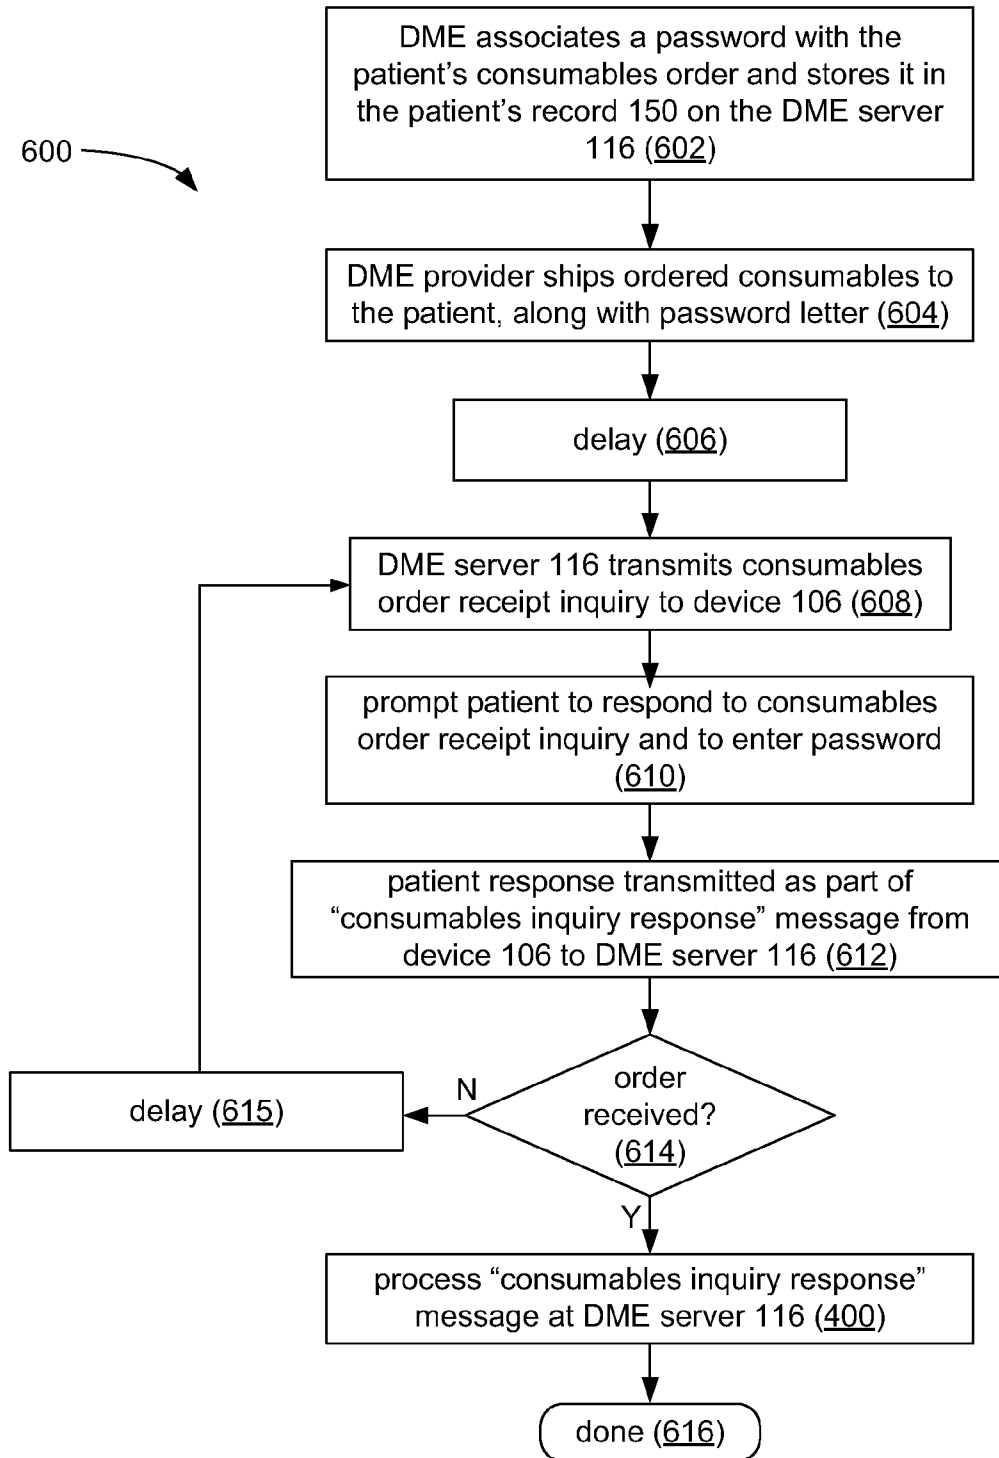 DME associates a password with the
patient's consumables order and stores it in
the patient's record 150 on the DME server
116 (602)
600
DME provider ships ordered consumables to
the patient, along with password letter (604)
delay (606)
DME server 116 transmits consumables
order receipt inquiry to device 106 (608)
prompt patient to respond to consumables
order receipt inquiry and to enter password
(610)
patient response transmitted as part of
“consumables inquiry response” message from
device 106 to DME server 116 (612)
order
received?
(614)
N
delay (615)
Y
process “consumables inquiry response”
message at DME server 116 (400)
done (616)